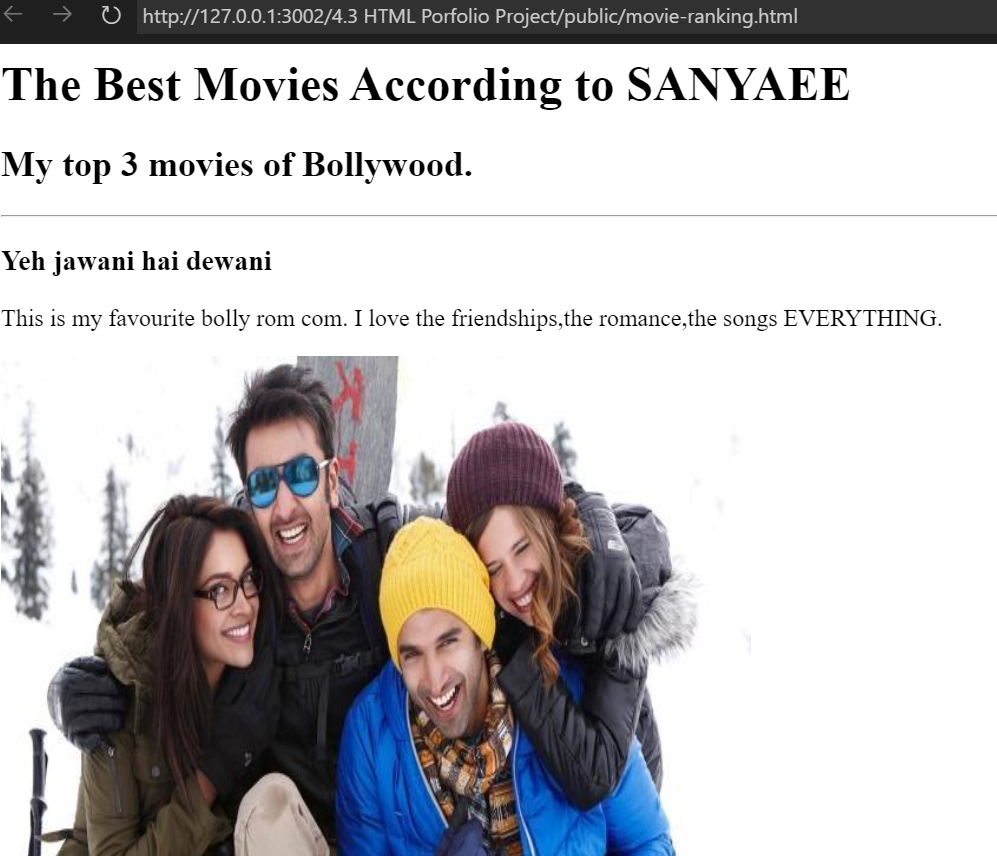 http://127.0.0.1:3002/4.3 HTML Porfolio Project/public/movie-ranking.html
The Best Movies According to SANYAEE
My top 3 movies of Bollywood.
Yeh jawani hai dewani
This is my favourite bolly rom com. I love the friendships,the romance,the songs EVERYTHING.